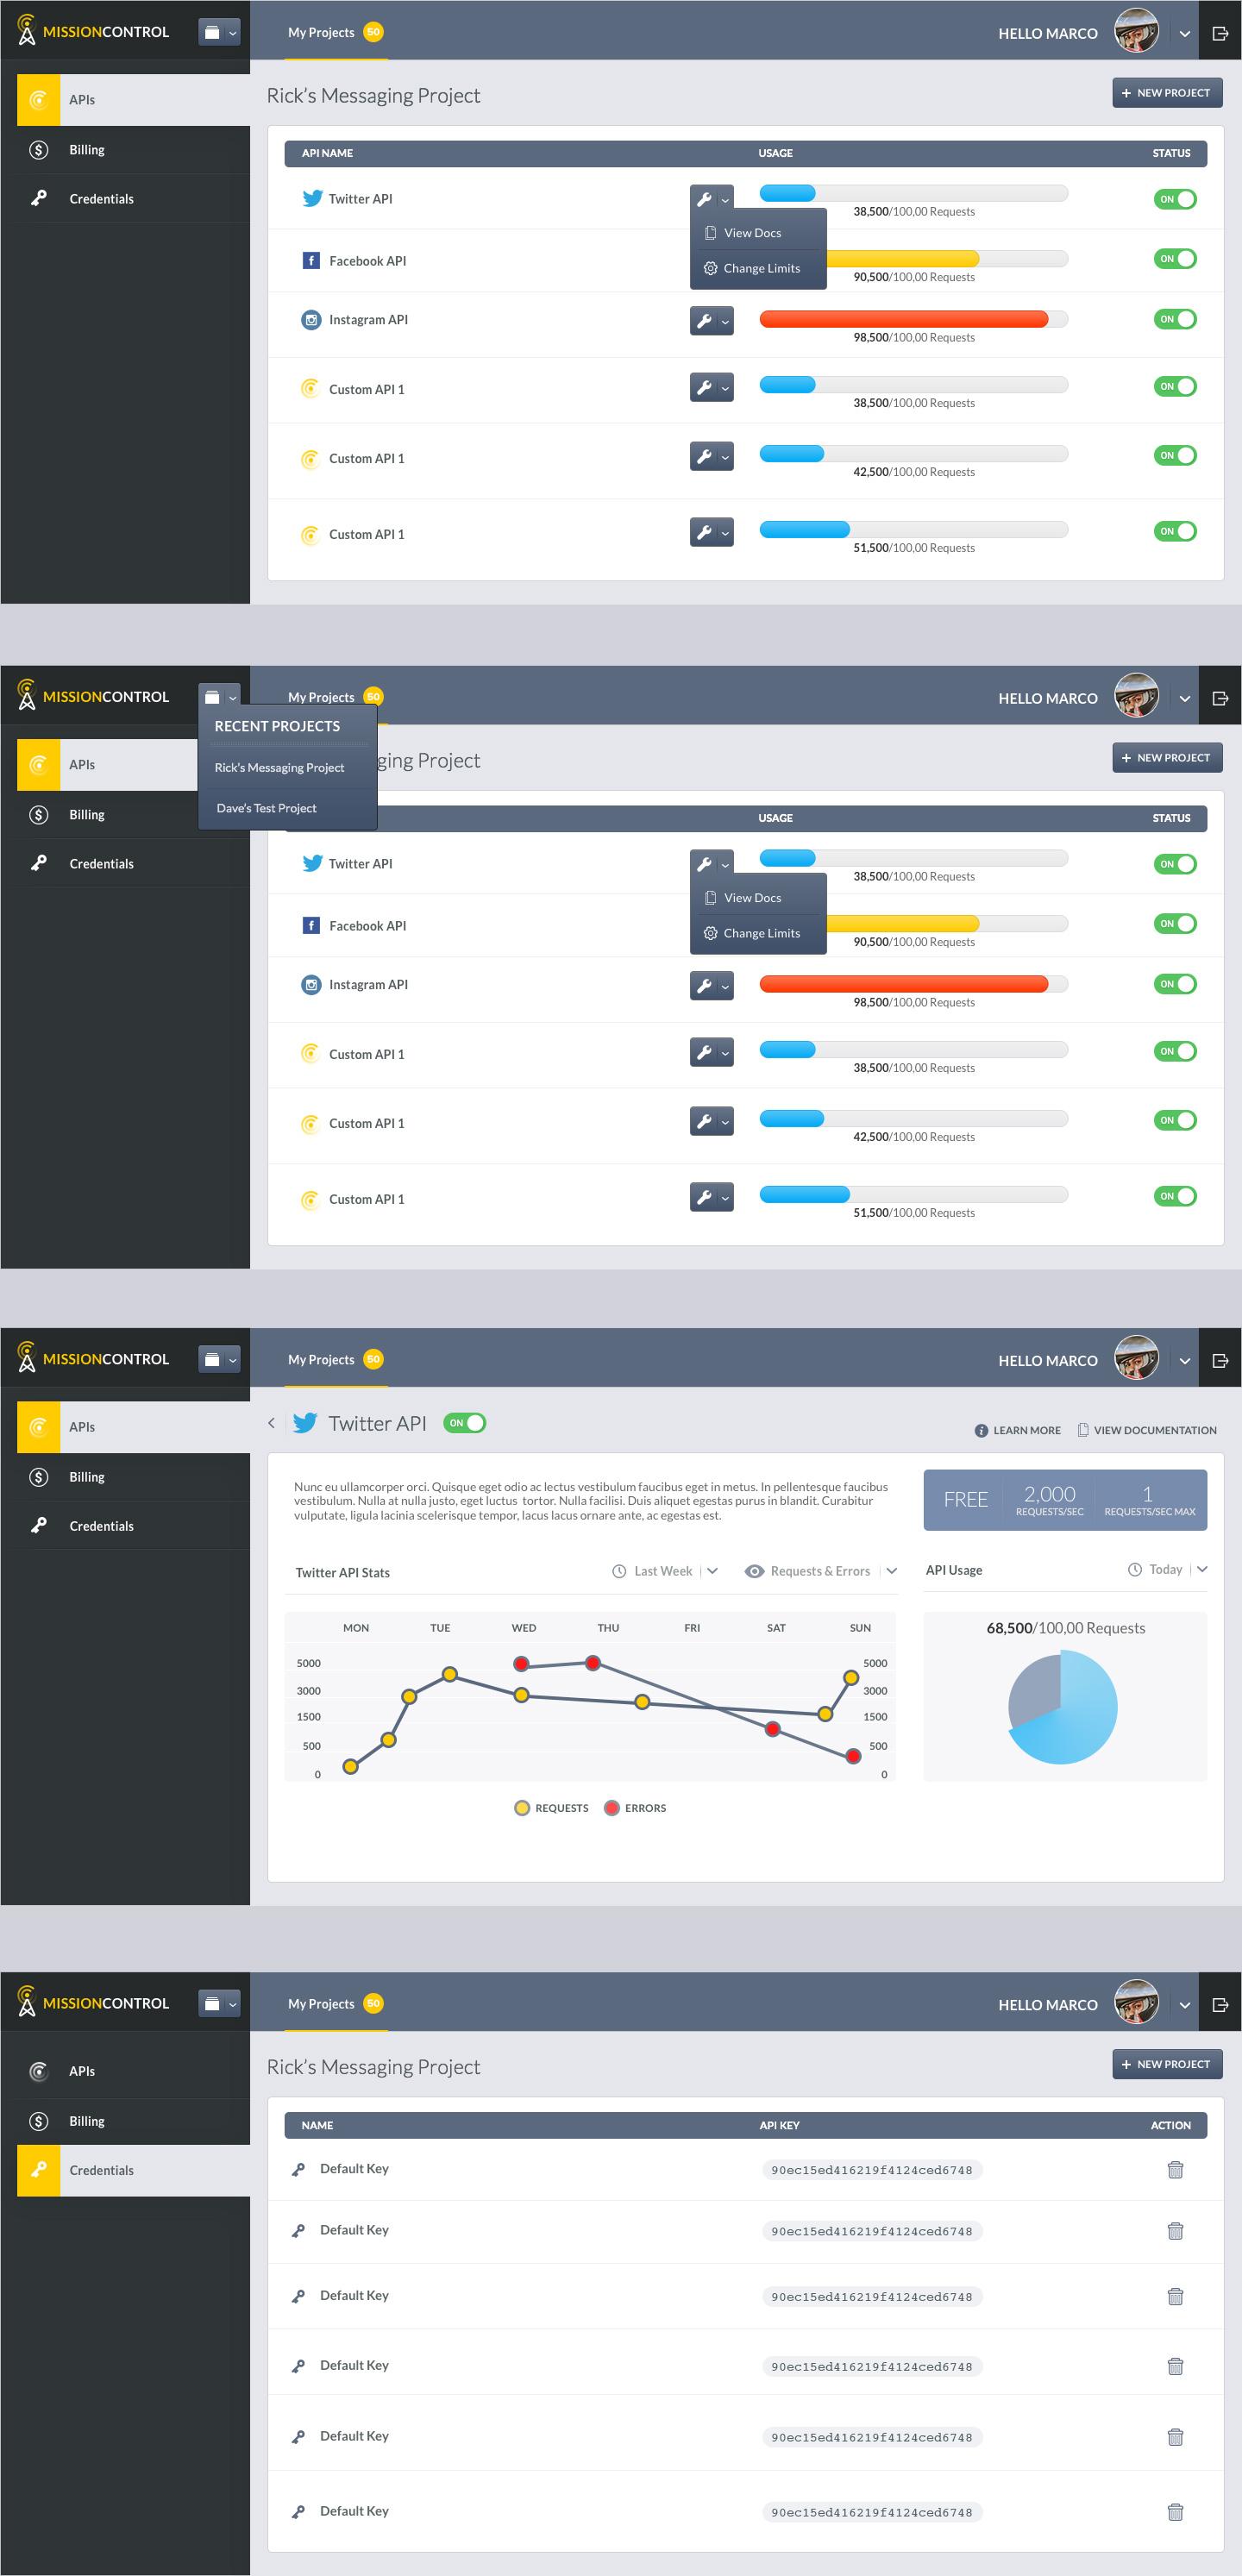 MISSIONCONTROL
My Projects 50
HELLO MARCO
APIs
Billing
Credentials
Rick's Messaging Project
+ NEW PROJECT
API NAME USAGE STATUS
Twitter API
38,500/100,00 Requests
ON
View Docs
Change Limits
Facebook API
90,500/100,00 Requests
ON
Instagram API
98,500/100,00 Requests
ON
Custom API 1
38,500/100,00 Requests
ON
Custom API 1
42,500/100,00 Requests
ON
Custom API 1
51,500/100,00 Requests
ON
MISSIONCONTROL
My Projects 50
HELLO MARCO
RECENT PROJECTS
Rick's Messaging Project
Dave's Test Project
APIs
Billing
Credentials
ging Project
+ NEW PROJECT
USAGE STATUS
Twitter API
38,500/100,00 Requests
ON
View Docs
Change Limits
Facebook API
90,500/100,00 Requests
ON
Instagram API
98,500/100,00 Requests
ON
Custom API 1
38,500/100,00 Requests
ON
Custom API 1
42,500/100,00 Requests
ON
Custom API 1
51,500/100,00 Requests
ON
MISSIONCONTROL
My Projects 50
HELLO MARCO
APIs
Billing
Credentials
Twitter API ON
LEARN MORE VIEW DOCUMENTATION
Nunc eu ullamcorper orci. Quisque eget odio ac lectus vestibulum faucibus eget in metus. In pellentesque faucibus
vestibulum. Nulla at nulla justo, eget luctus tortor. Nulla facilisi. Duis aliquet egestas purus in blandit. Curabitur
vulputate, ligula lacinia scelerisque tempor, lacus lacus ornare ante, ac egestas est.
FREE
2,000
REQUESTS/SEC
1
REQUESTS/SEC MAX
Twitter API Stats Last Week Requests & Errors
API Usage Today
MON TUE WED THU FRI SAT SUN
5000 5000
3000 3000
1500 1500
500 500
0 0
REQUESTS ERRORS
68,500/100,00 Requests
MISSIONCONTROL
My Projects 50
HELLO MARCO
APIs
Billing
Credentials
Rick's Messaging Project
+ NEW PROJECT
NAME API KEY ACTION
Default Key 90ec15ed416219f4124ced6748
Default Key 90ec15ed416219f4124ced6748
Default Key 90ec15ed416219f4124ced6748
Default Key 90ec15ed416219f4124ced6748
Default Key 90ec15ed416219f4124ced6748
Default Key 90ec15ed416219f4124ced6748